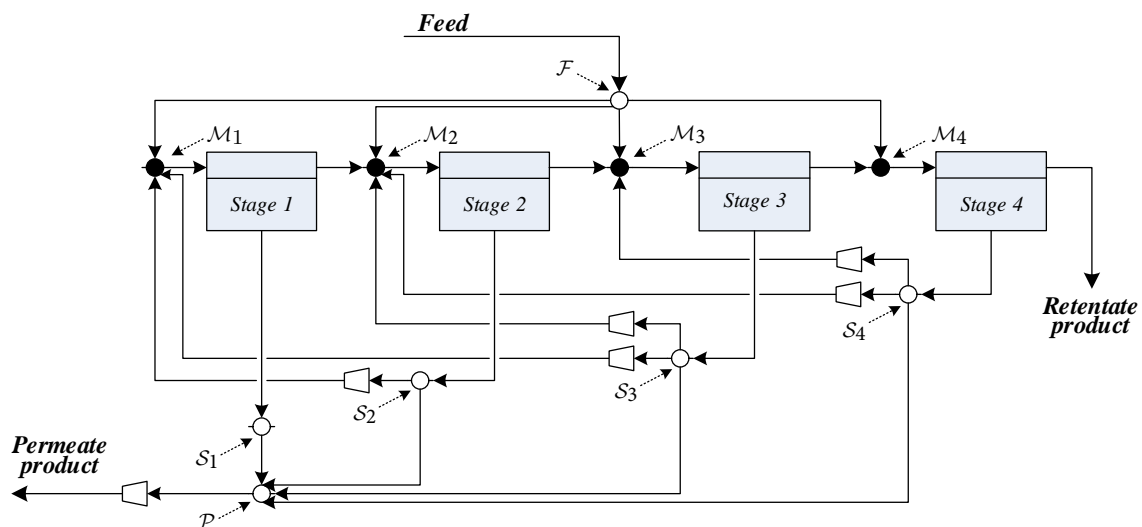 Feed
ℱ
ℳ1
ℳ2
ℳ3
ℳ4
Stage 1
Stage 2
Stage 3
Stage 4
Retentate
product
𝒮4
𝒮3
𝒮2
𝒮1
Permeate
product
𝒫